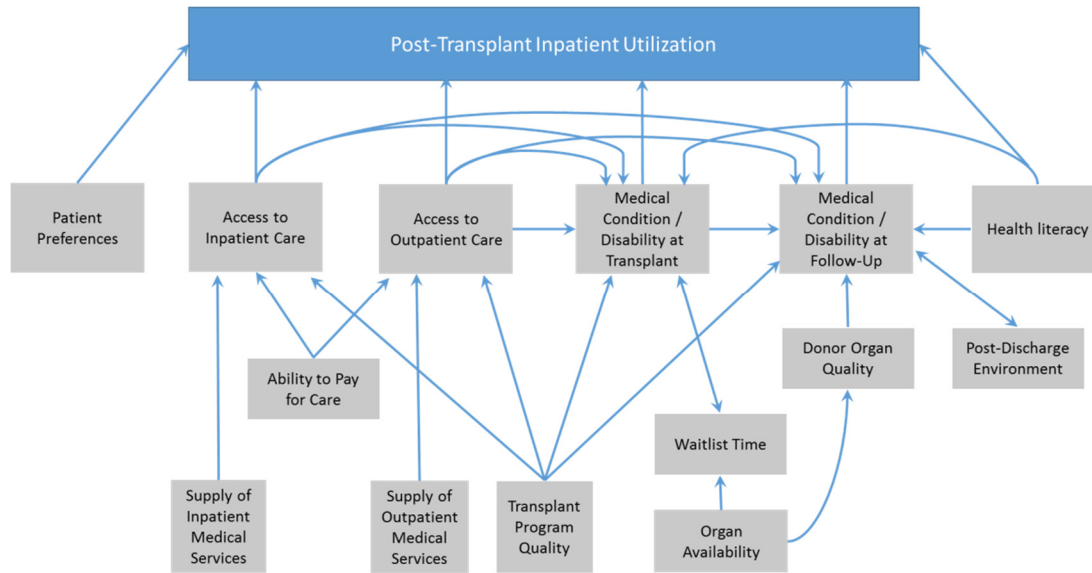 Post-Transplant Inpatient Utilization
Patient
Preferences
Access to
Inpatient Care
Access to
Outpatient Care
Medical
Condition /
Disability at
Transplant
Medical
Condition /
Disability at
Follow-Up
Health literacy
Ability to Pay
for Care
Donor Organ
Quality
Post-Discharge
Environment
Waitlist Time
Supply of
Inpatient
Medical
Services
Supply of
Outpatient
Medical
Services
Transplant
Program
Quality
Organ
Availability